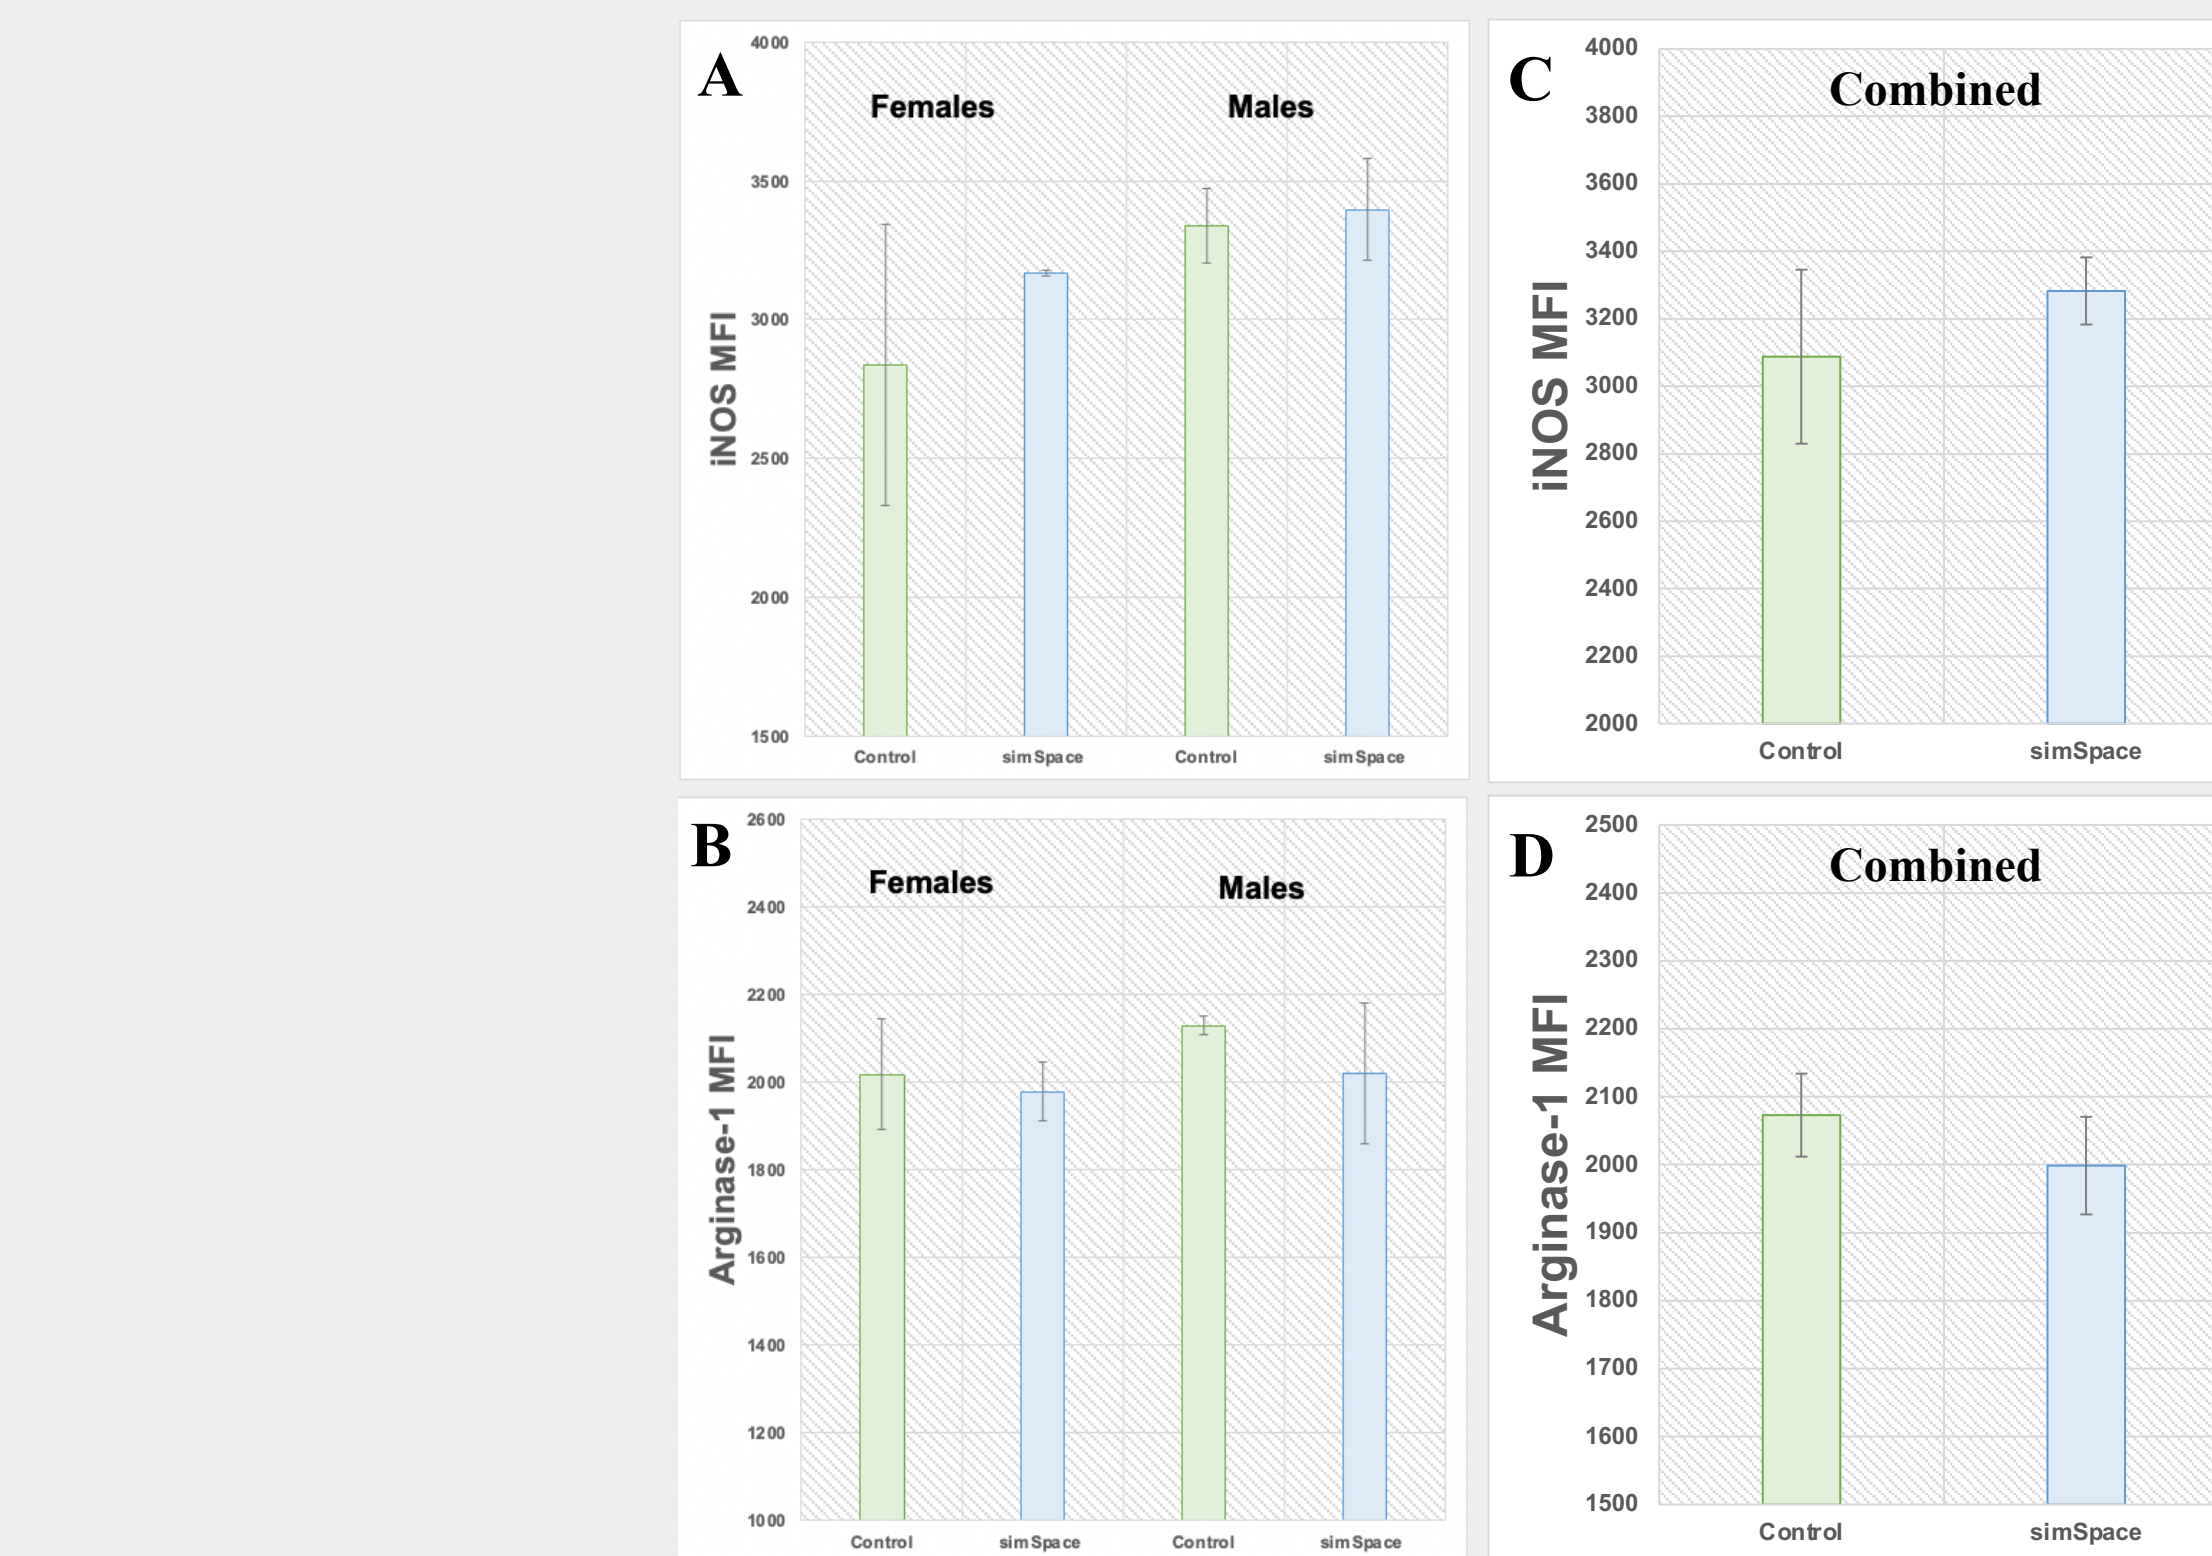 A
Females
Males
iNOS MFI
4000
3500
3000
2500
2000
1500
Control
simSpace
Control
simSpace
C
Combined
iNOS MFI
4000
3800
3600
3400
3200
3000
2800
2600
2400
2200
2000
Control
simSpace
B
Females
Males
Arginase-1 MFI
2600
2400
2200
2000
1800
1600
1400
1200
1000
Control
simSpace
Control
simSpace
D
Combined
Arginase-1 MFI
2500
2400
2300
2200
2100
2000
1900
1800
1700
1600
1500
Control
simSpace